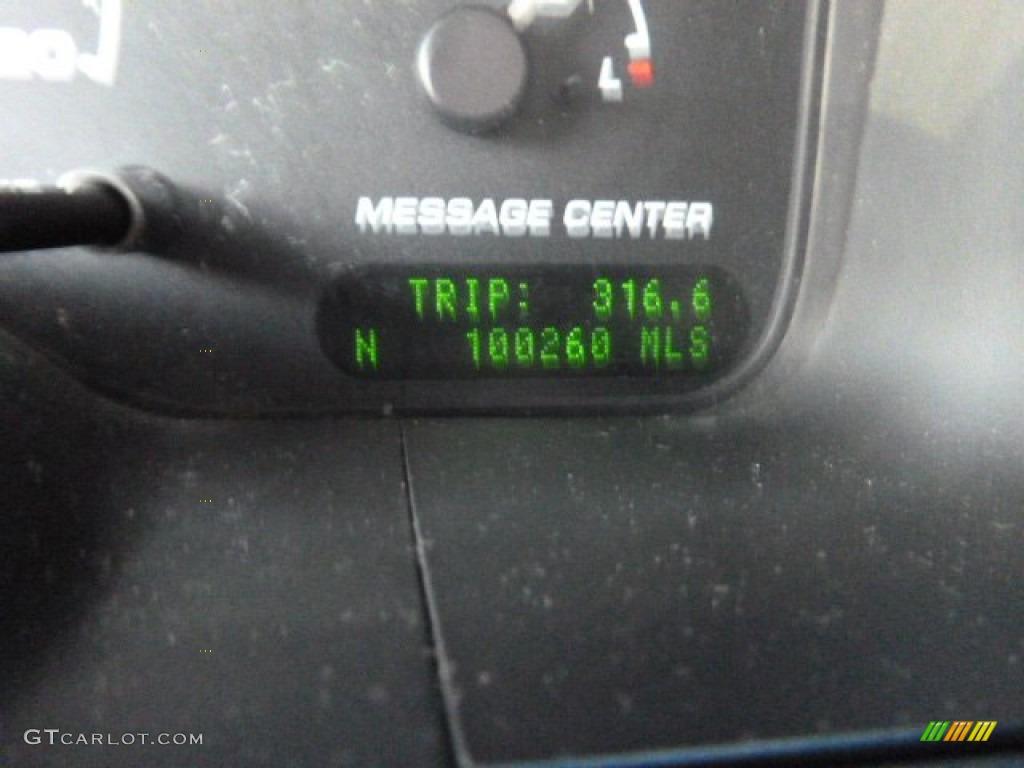 L
MESSAGE CENTER
TRIP: 316.6
N 100260 MLS
GTCARLOT.COM